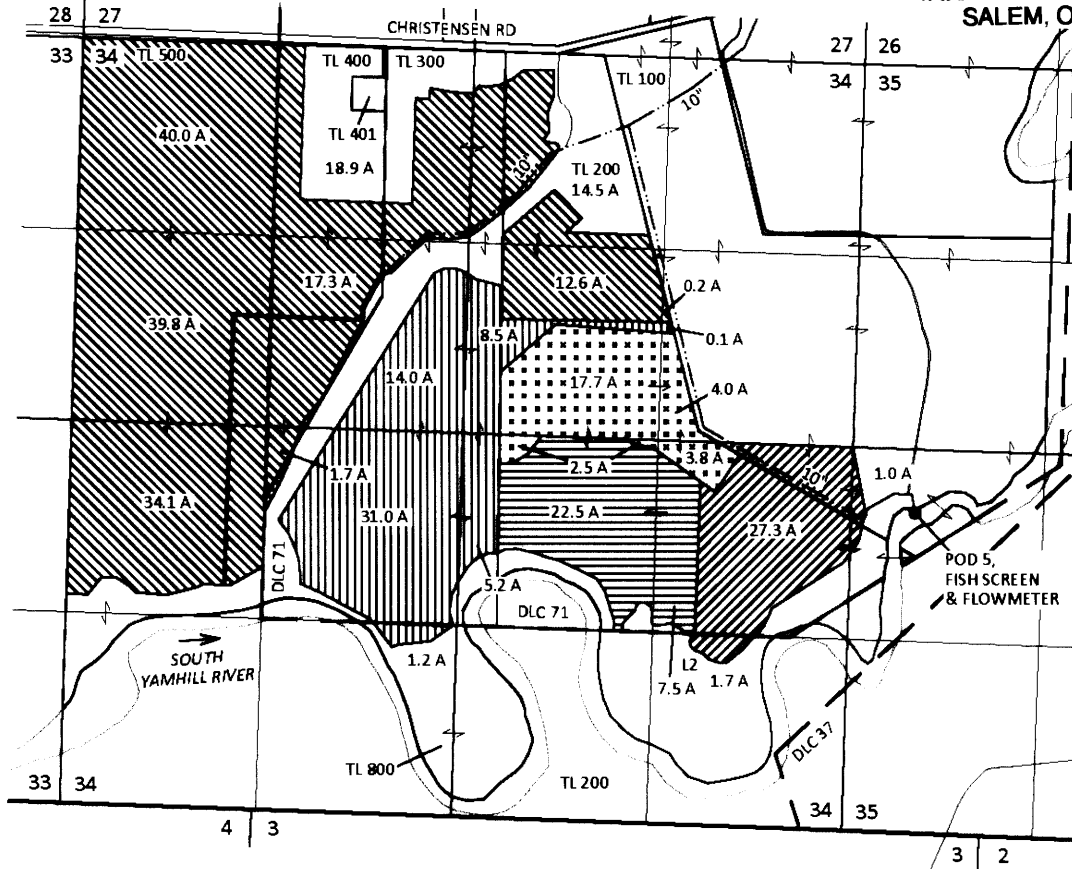 SALEM, O
28 27
CHRISTENSEN RD
33 34 TL 500
TL 400 TL 300
TL 100
27 26
34 35
10"
40.0 A
TL 401
18.9 A
10"
TL 200
14.5 A
17.3 A
12.6 A
0.2 A
39.8 A
8.5 A
0.1 A
14.0 A
17.7 A
4.0 A
1.7 A
2.5 A
3.8 A
10"
1.0 A
34.1 A
31.0 A
22.5 A
27.3 A
DLC 71
5.2 A
DLC 71
POD 5,
FISH SCREEN
& FLOWMETER
SOUTH
YAMHILL RIVER
1.2 A
L2
7.5 A
1.7 A
DLC 37
TL 800
TL 200
33 34
34 35
4 3
3 2